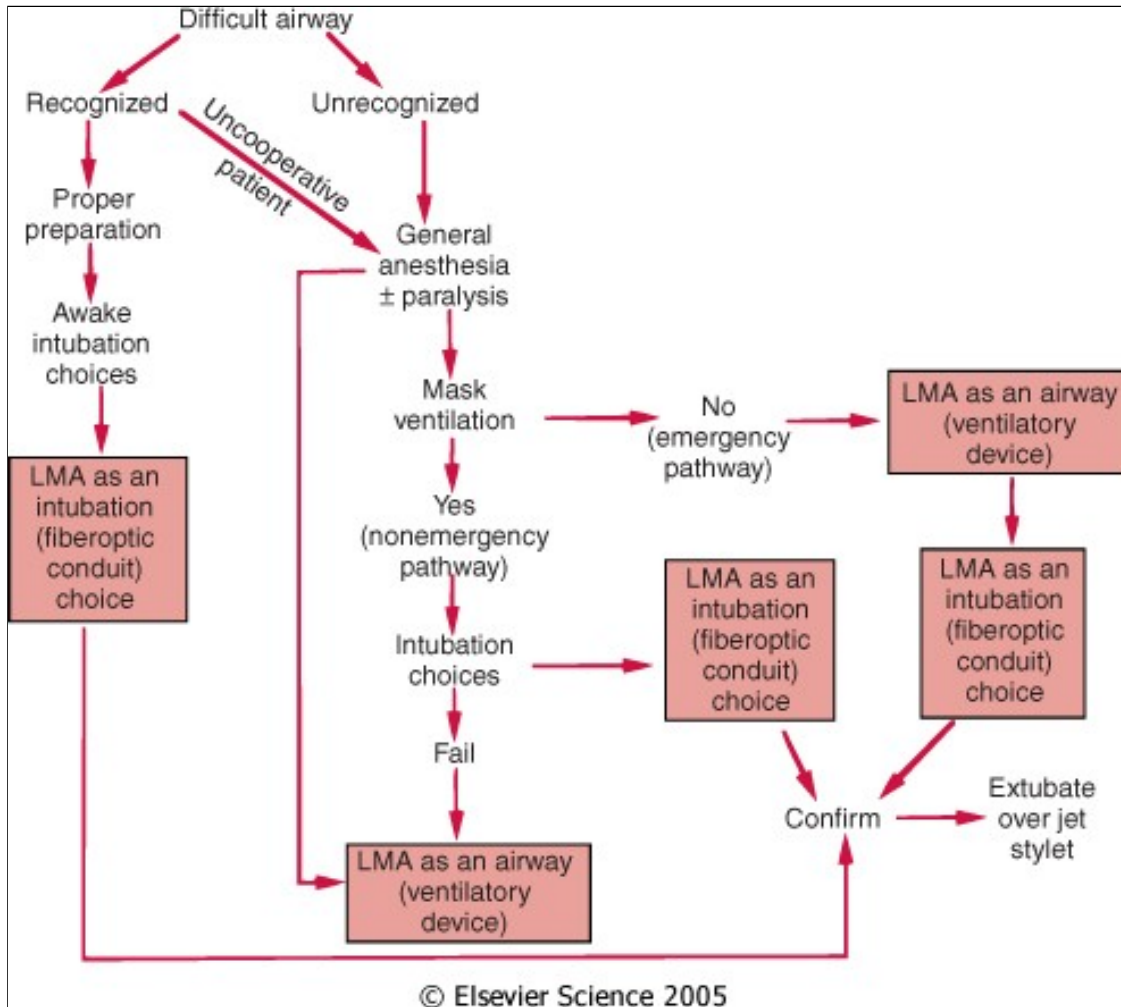 Difficult airway
Recognized
Unrecognized
Uncooperative
patient
Proper
preparation
General
anesthesia
± paralysis
Awake
intubation
choices
Mask
ventilation
No
(emergency
pathway)
LMA as an airway
(ventilatory
device)
LMA as an
intubation
(fiberoptic
conduit)
choice
Yes
(nonemergency
pathway)
LMA as an
intubation
(fiberoptic
conduit)
choice
LMA as an
intubation
(fiberoptic
conduit)
choice
Intubation
choices
Fail
Confirm
Extubate
over jet
stylet
LMA as an airway
(ventilatory
device)
© Elsevier Science 2005